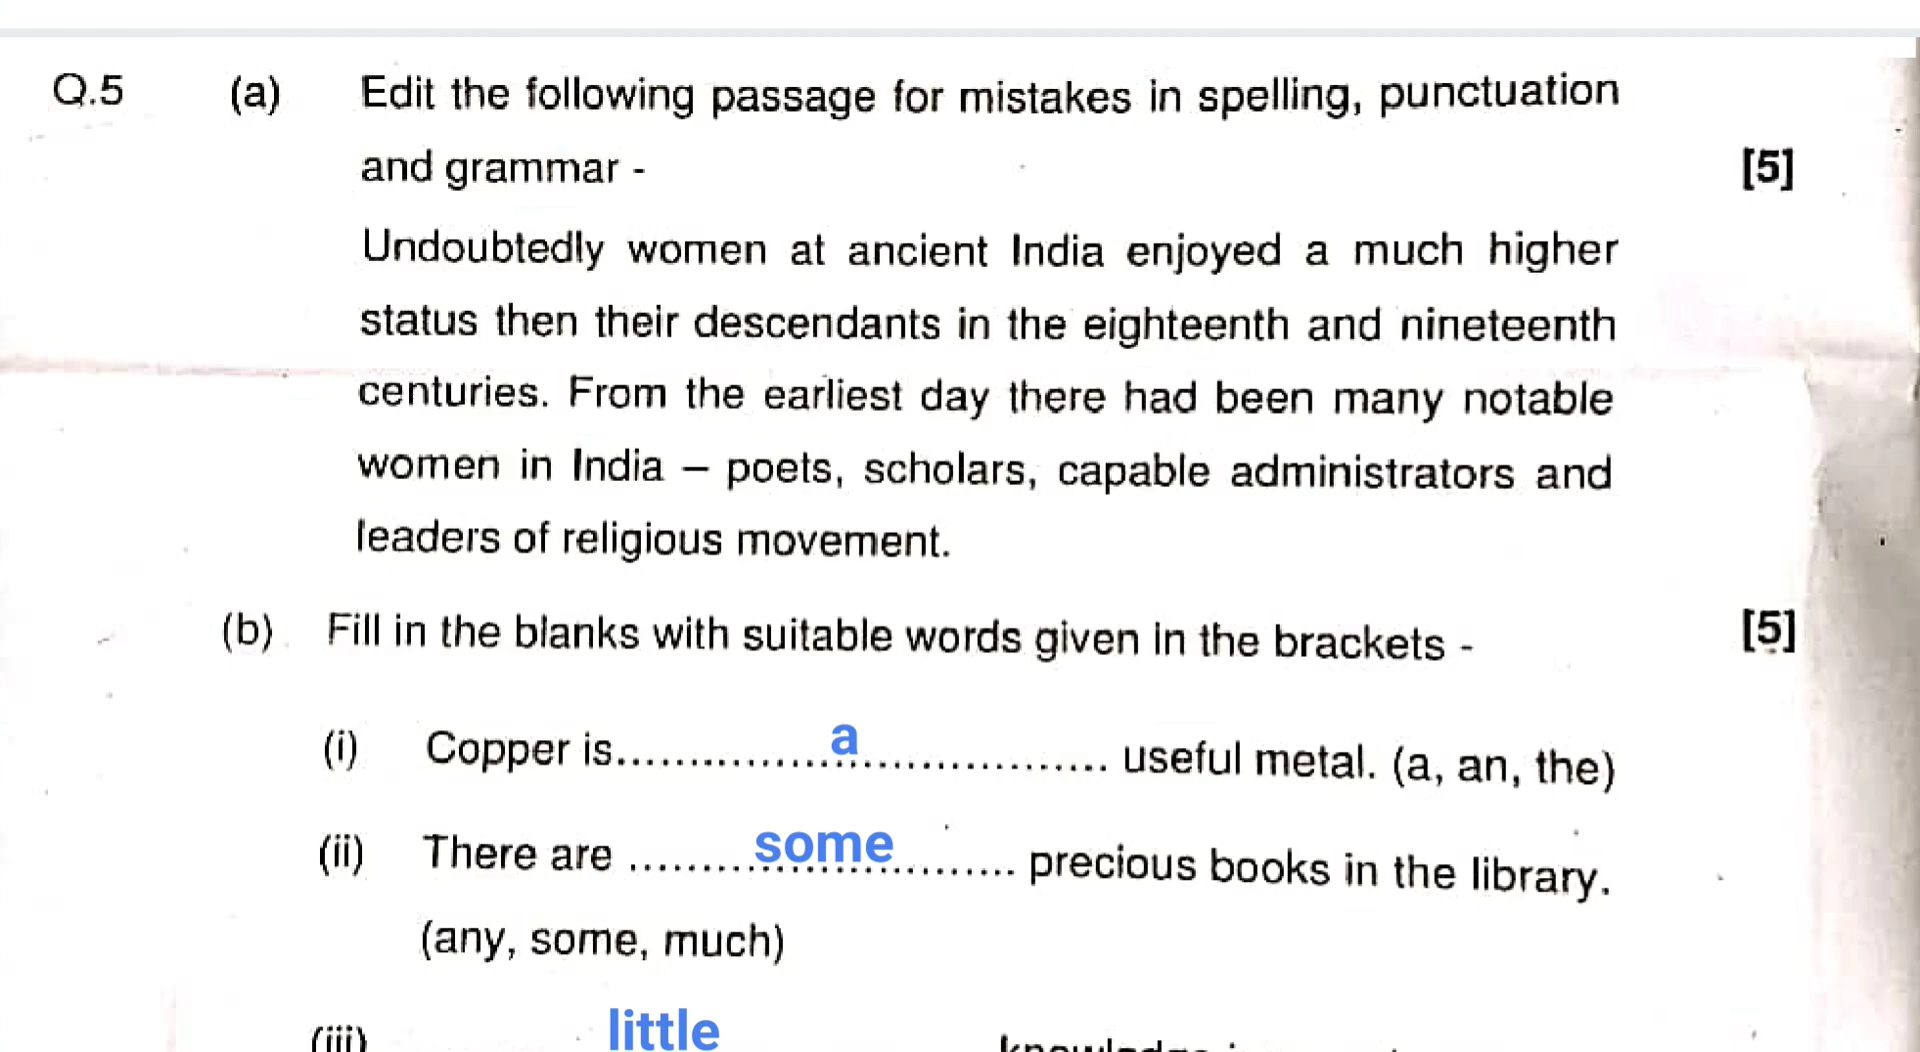 Q.5 (a) Edit the following passage for mistakes in spelling, punctuation
and grammar - [5]
Undoubtedly women at ancient India enjoyed a much higher
status then their descendants in the eighteenth and nineteenth
centuries. From the earliest day there had been many notable
women in India – poets, scholars, capable administrators and
leaders of religious movement.
(b) Fill in the blanks with suitable words given in the brackets - [5]
(i) Copper is.................a................. useful metal. (a, an, the)
(ii) There are .........some......... precious books in the library.
(any, some, much)
(iii) little